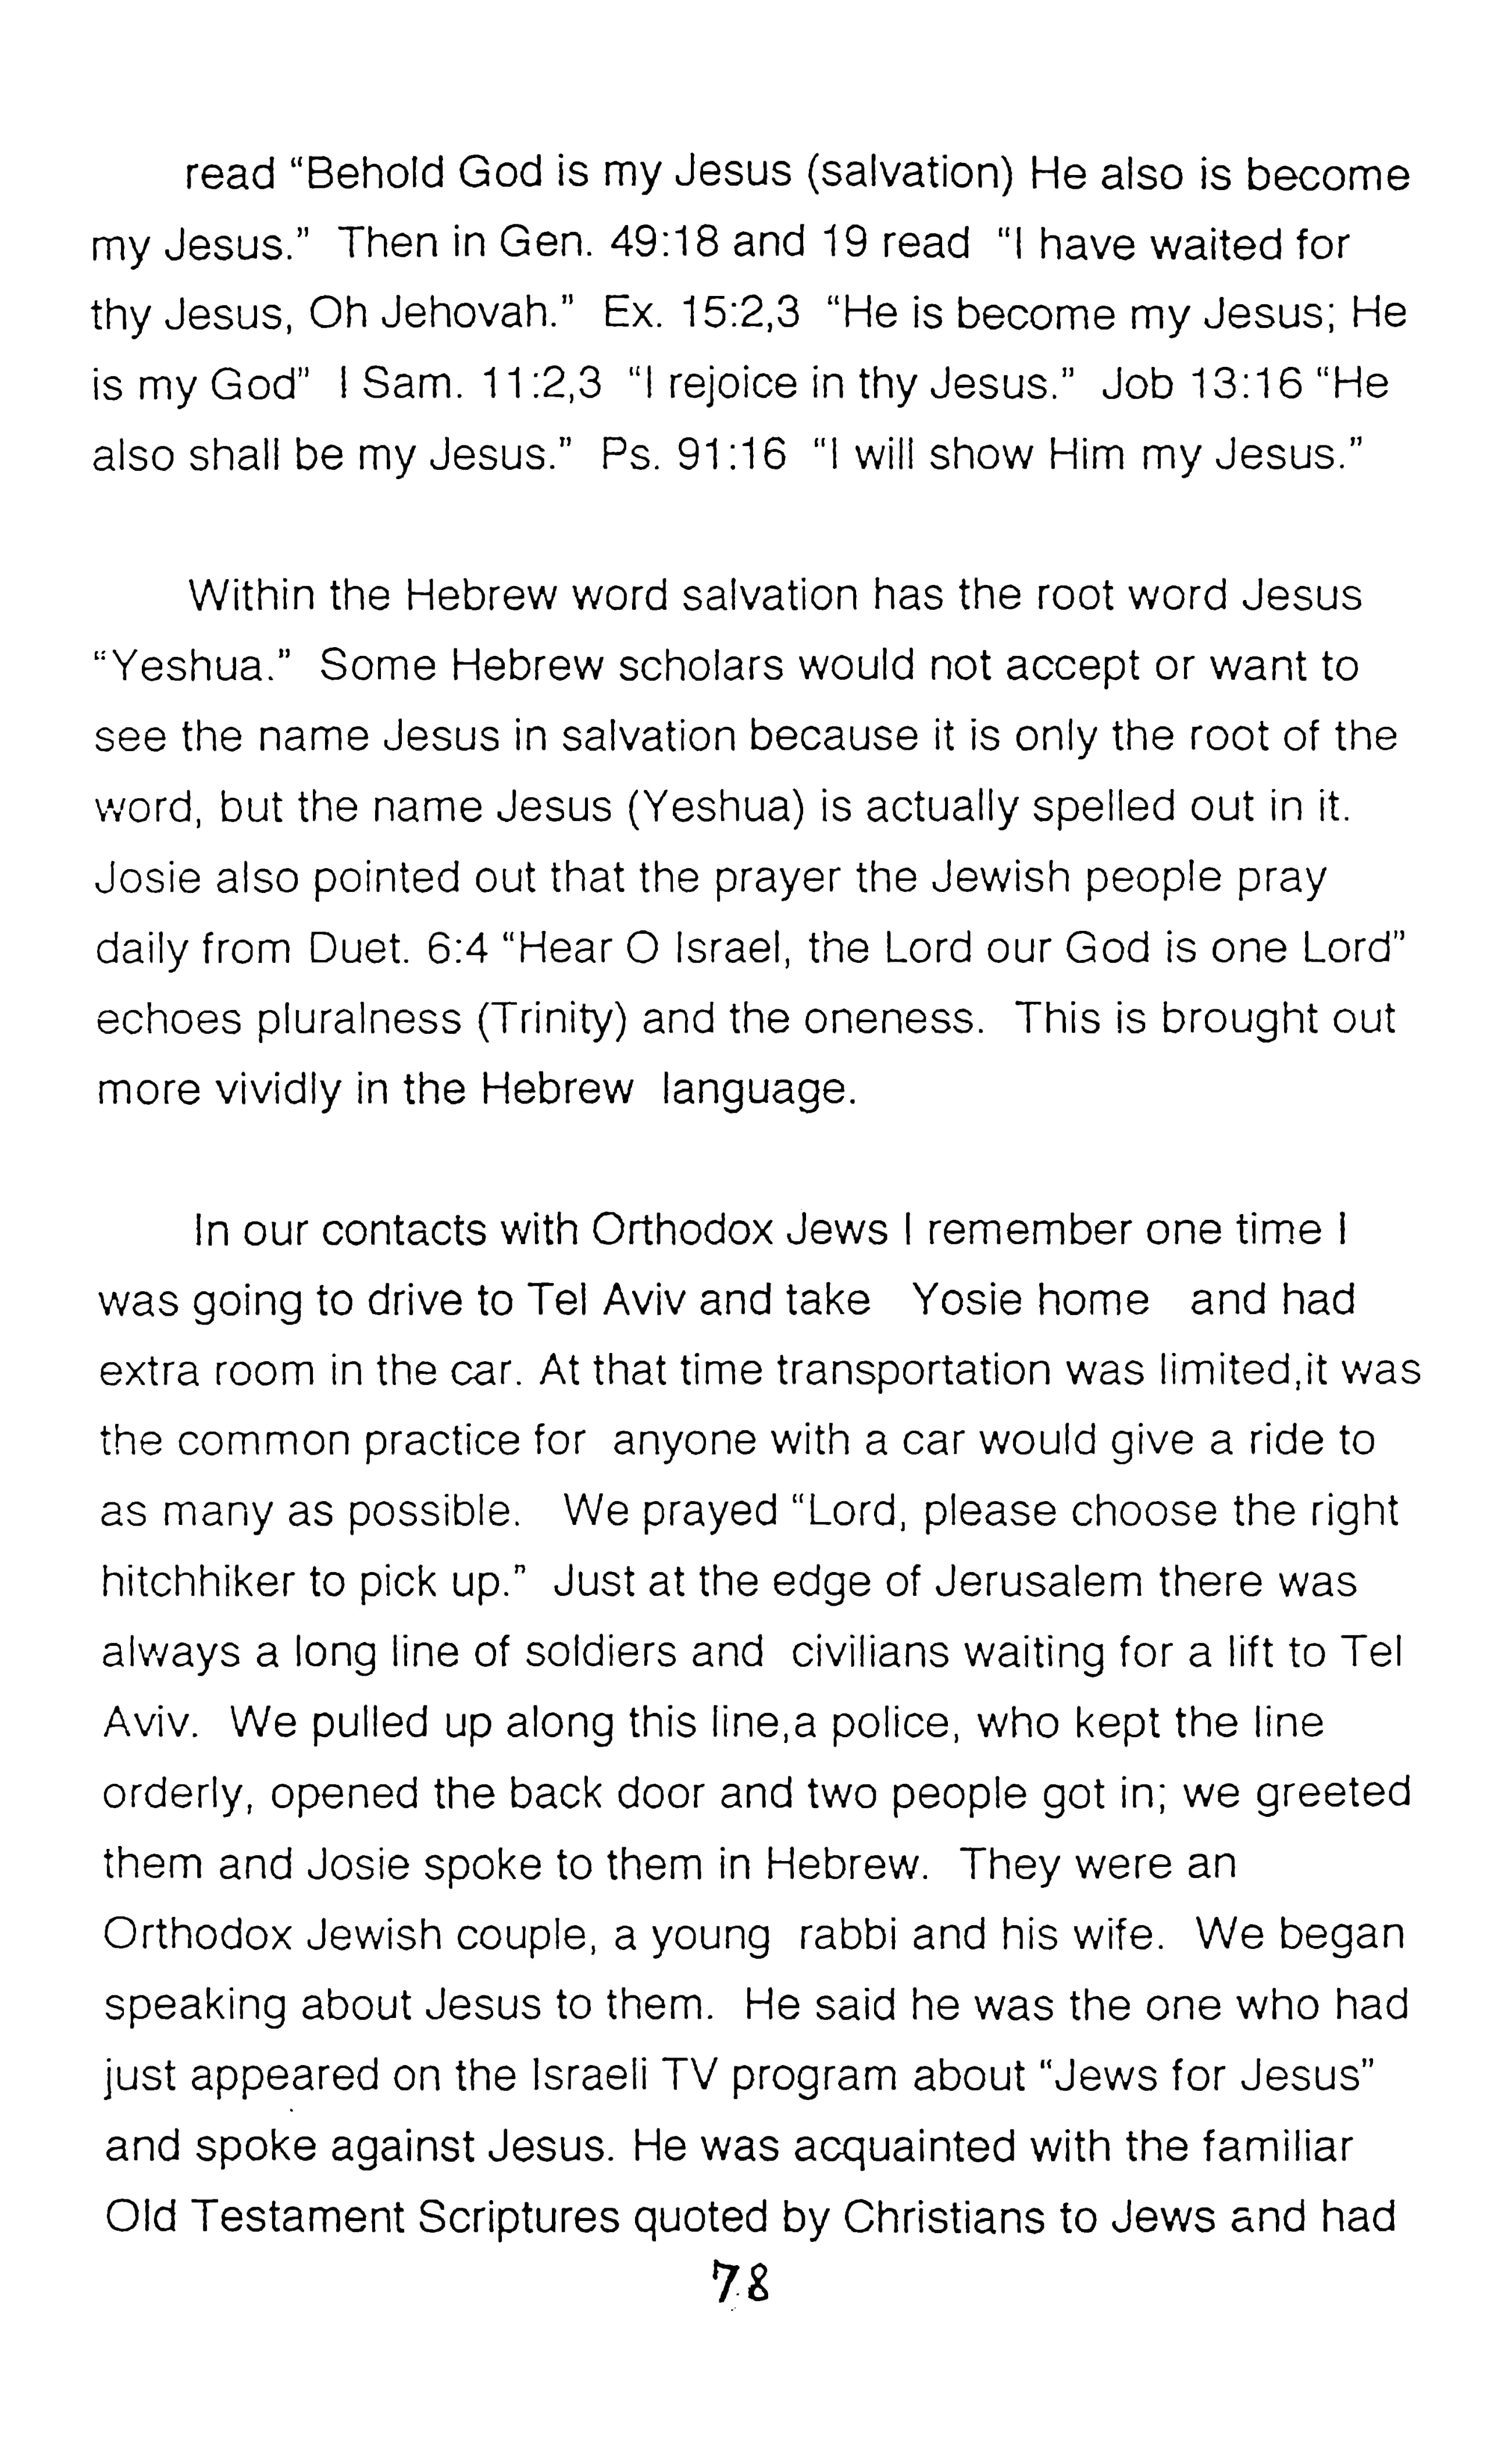 read “Behold God is my Jesus (salvation) He also is become
my Jesus.” Then in Gen. 49:18 and 19 read “I have waited for
thy Jesus, Oh Jehovah.” Ex. 15:2,3 “He is become my Jesus; He
is my God” I Sam. 11:2,3 “I rejoice in thy Jesus.” Job 13:16 “He
also shall be my Jesus.” Ps. 91:16 “I will show Him my Jesus.”
Within the Hebrew word salvation has the root word Jesus
“Yeshua.” Some Hebrew scholars would not accept or want to
see the name Jesus in salvation because it is only the root of the
word, but the name Jesus (Yeshua) is actually spelled out in it.
Josie also pointed out that the prayer the Jewish people pray
daily from Duet. 6:4 “Hear O Israel, the Lord our God is one Lord”
echoes pluralness (Trinity) and the oneness. This is brought out
more vividly in the Hebrew language.
In our contacts with Orthodox Jews I remember one time I
was going to drive to Tel Aviv and take Yosie home and had
extra room in the car. At that time transportation was limited,it was
the common practice for anyone with a car would give a ride to
as many as possible. We prayed “Lord, please choose the right
hitchhiker to pick up.” Just at the edge of Jerusalem there was
always a long line of soldiers and civilians waiting for a lift to Tel
Aviv. We pulled up along this line,a police, who kept the line
orderly, opened the back door and two people got in; we greeted
them and Josie spoke to them in Hebrew. They were an
Orthodox Jewish couple, a young rabbi and his wife. We began
speaking about Jesus to them. He said he was the one who had
just appeared on the Israeli TV program about “Jews for Jesus”
and spoke against Jesus. He was acquainted with the familiar
Old Testament Scriptures quoted by Christians to Jews and had
78